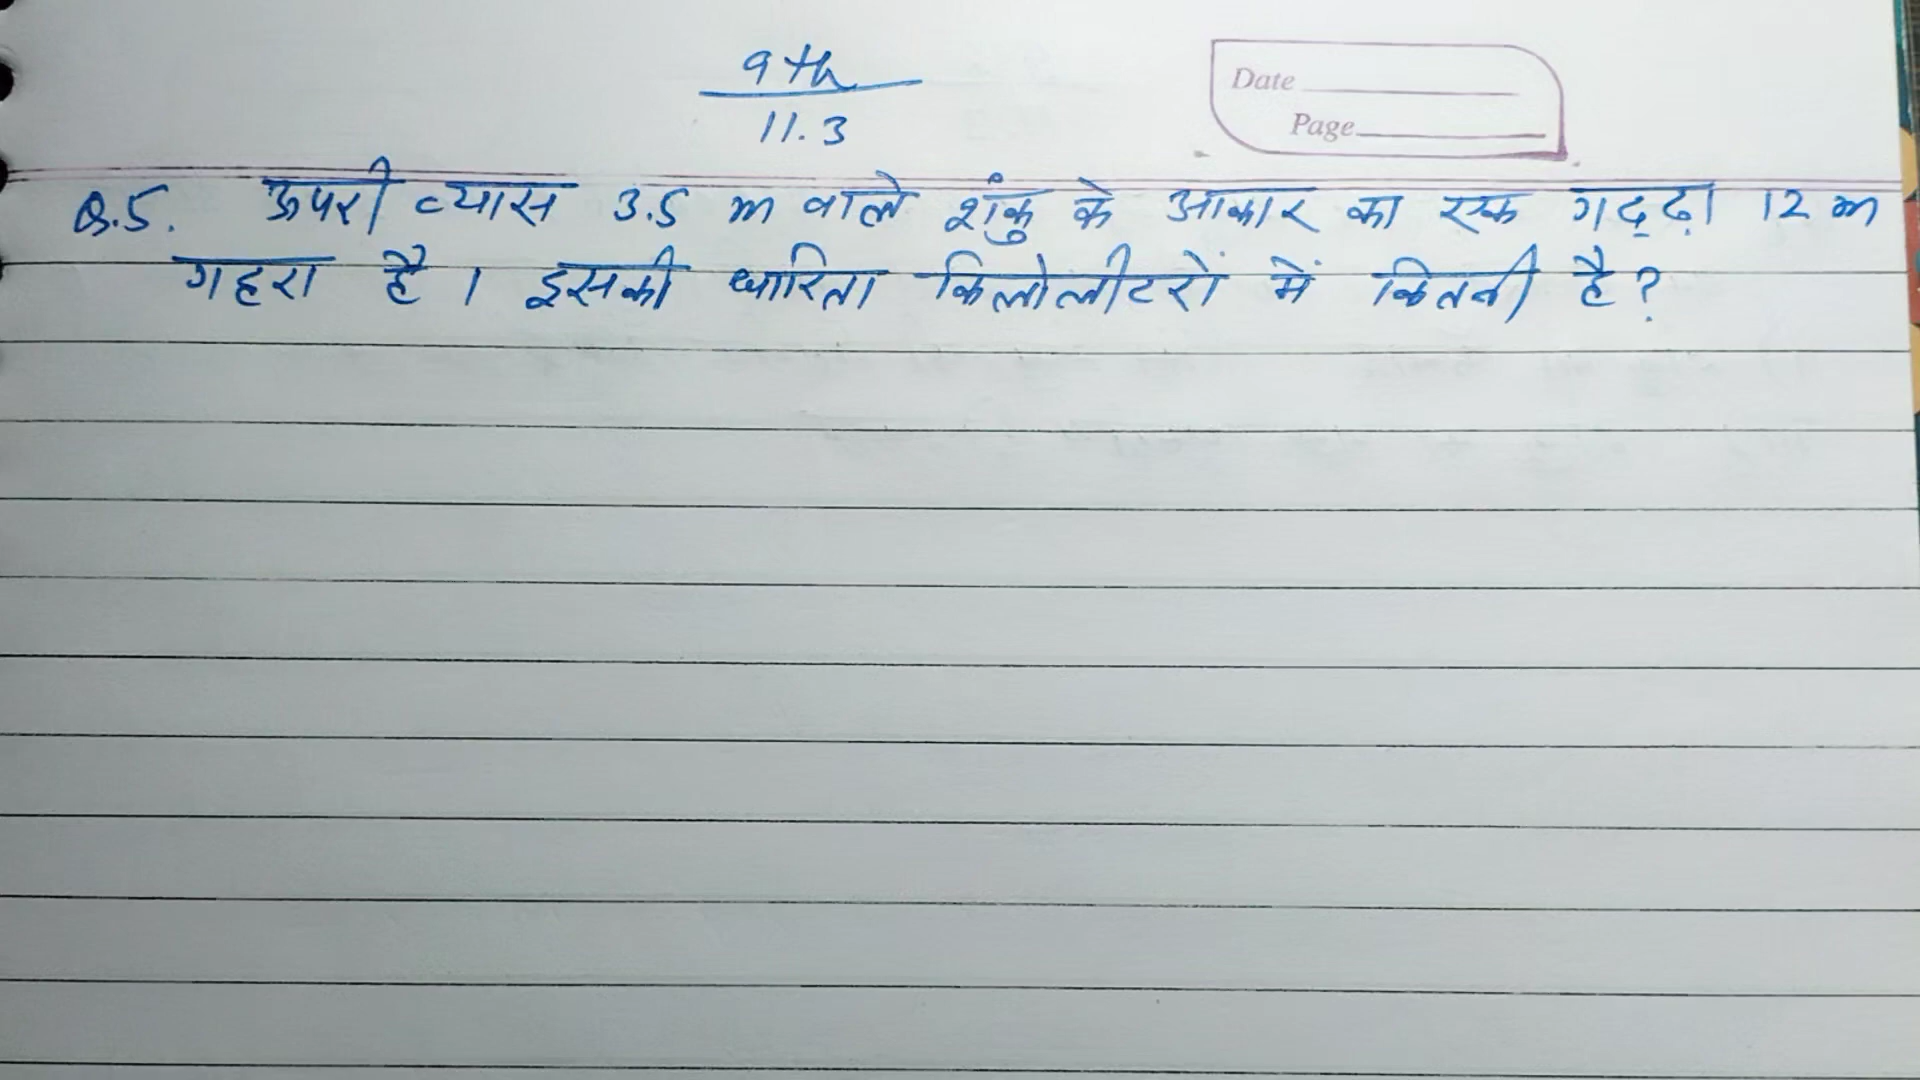 9th
11.3
Date
Page
Q.5. ऊपरी व्यास 3.5 m वाले शंकु के आकार का एक गद्ढ़ा 12 m
गहरा है । इसकी धारिता किलोलीटरों में कितनी है ?